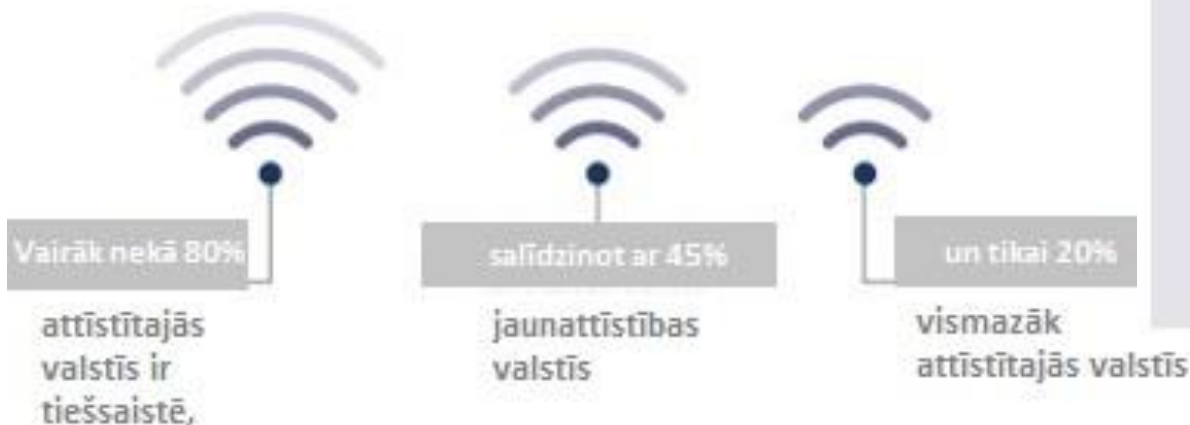 Vairāk nekā 80%
attīstītajās
valstīs ir
tiešsaistē,
salīdzinot ar 45%
jaunattīstības
valstīs
un tikai 20%
vismazāk
attīstītajās valstīs